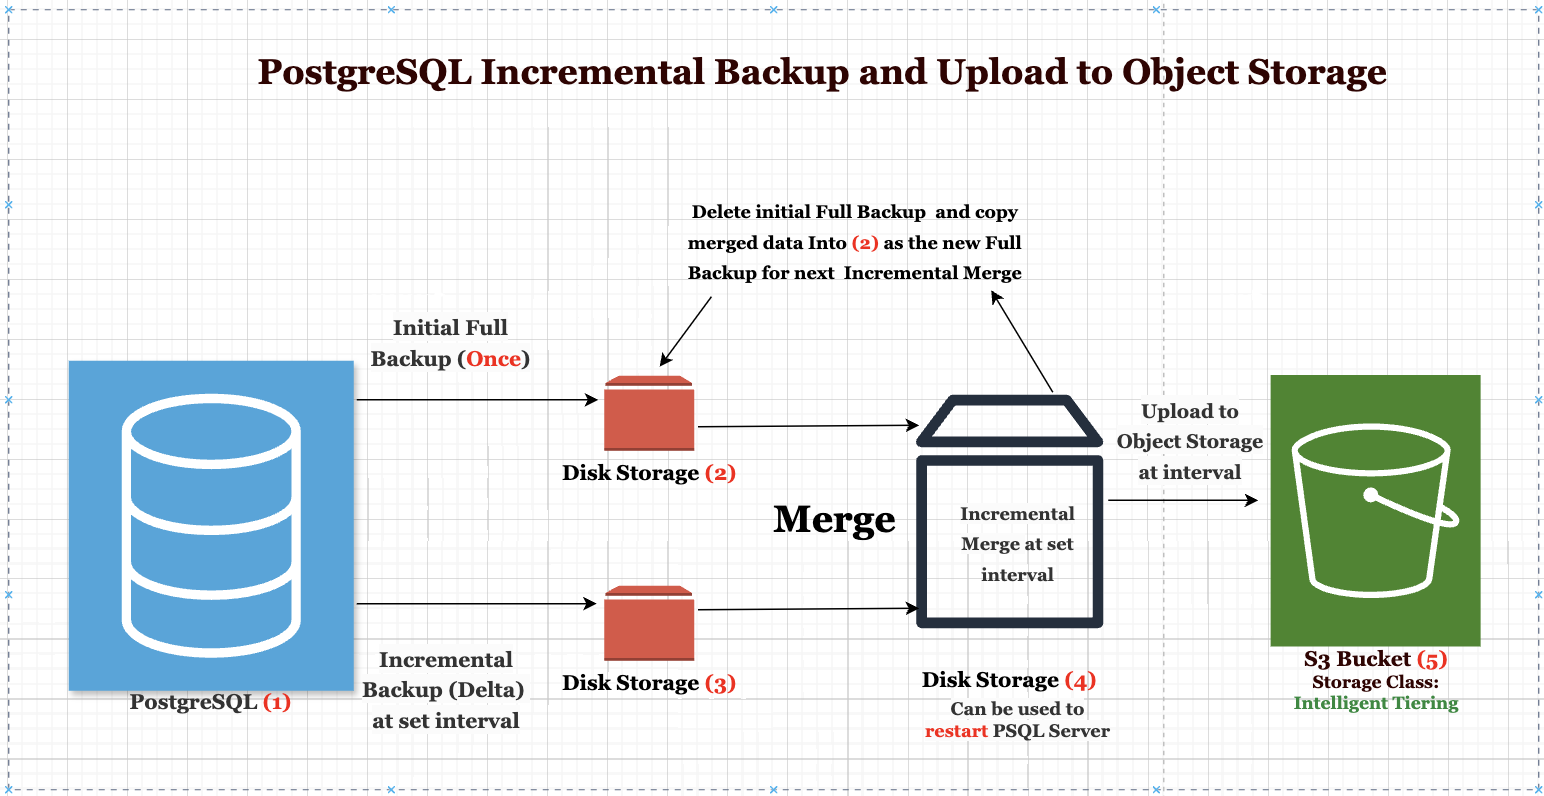 PostgreSQL Incremental Backup and Upload to Object Storage
Delete initial Full Backup and copy
merged data Into (2) as the new Full
Backup for next Incremental Merge
Initial Full
Backup (Once)
Disk Storage (2)
Merge
Incremental
Merge at set
interval
Upload to
Object Storage
at interval
PostgreSQL (1)
Incremental
Backup (Delta)
at set interval
Disk Storage (3)
Disk Storage (4)
Can be used to
restart PSQL Server
S3 Bucket (5)
Storage Class:
Intelligent Tiering